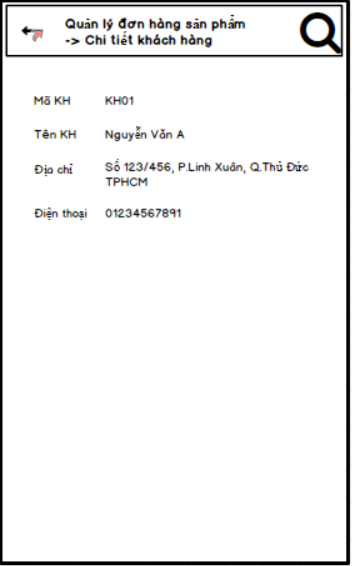 Quản lý đơn hàng sản phẩm
-> Chi tiết khách hàng
Mã KH KH01
Tên KH Nguyễn Văn A
Địa chỉ Số 123/456, P.Linh Xuân, Q.Thủ Đức
TPHCM
Điện thoại 01234567891